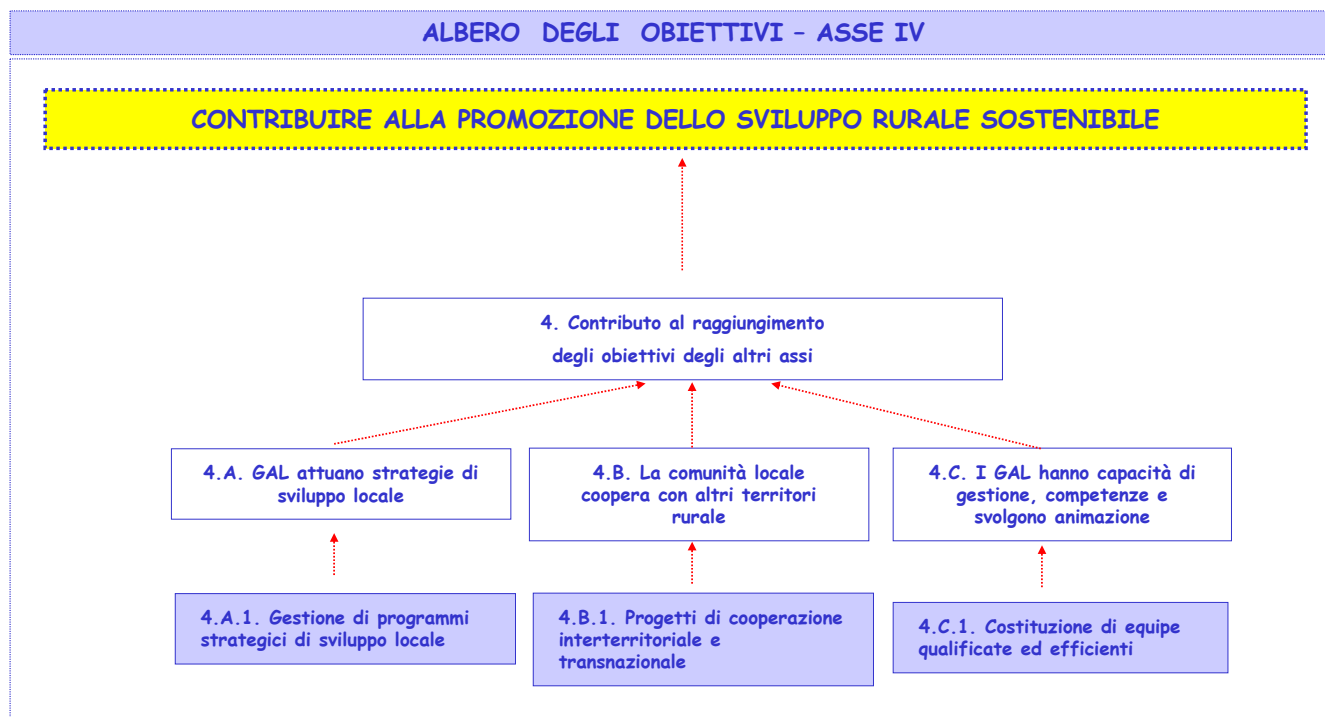 ALBERO DEGLI OBIETTIVI – ASSE IV
CONTRIBUIRE ALLA PROMOZIONE DELLO SVILUPPO RURALE SOSTENIBILE
4. Contributo al raggiungimento
degli obiettivi degli altri assi
4.A. GAL attuano strategie di
sviluppo locale
4.B. La comunità locale
coopera con altri territori
rurale
4.C. I GAL hanno capacità di
gestione, competenze e
svolgono animazione
4.A.1. Gestione di programmi
strategici di sviluppo locale
4.B.1. Progetti di cooperazione
interterritoriale e
transnazionale
4.C.1. Costituzione di equipe
qualificate ed efficienti